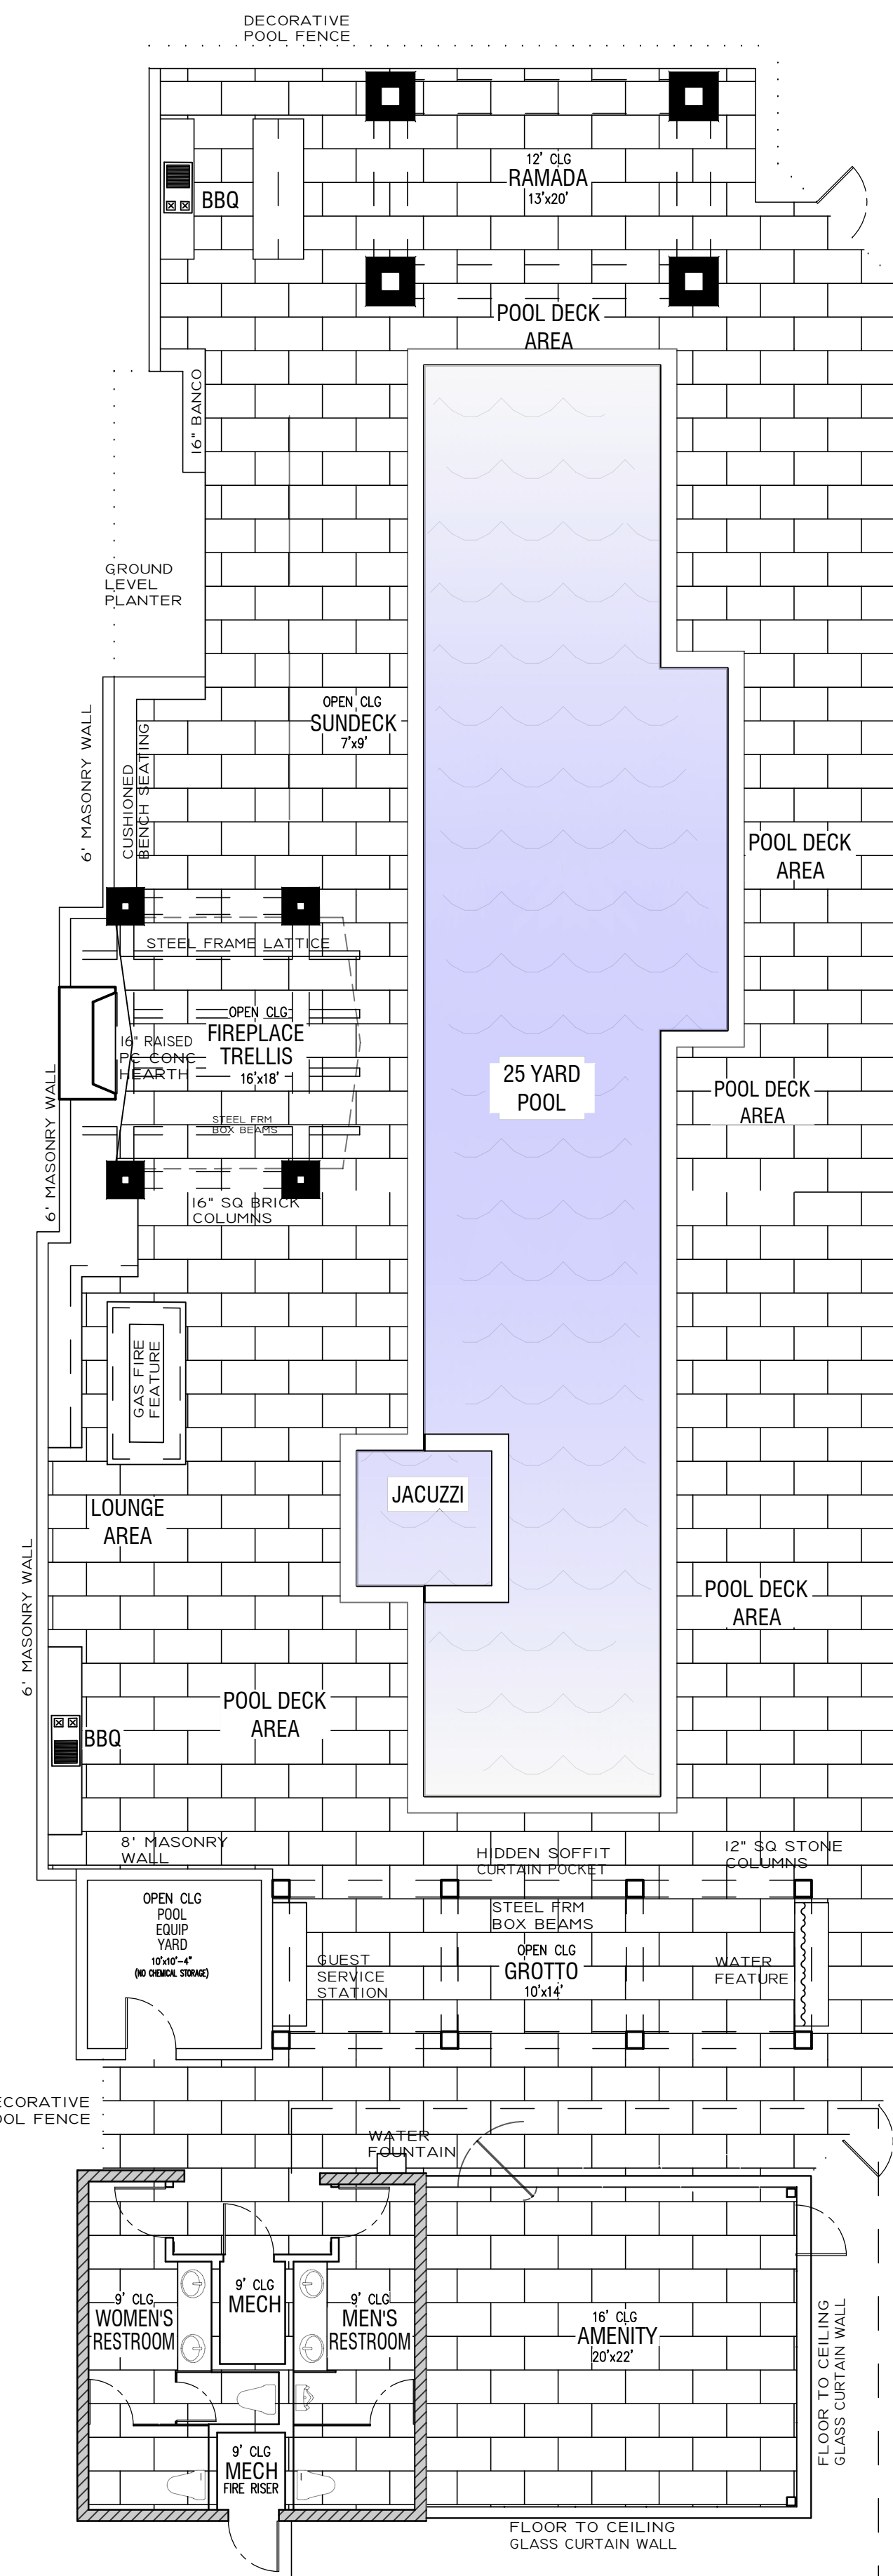 DECORATIVE
POOL FENCE
12' CLG
RAMADA
13'x20'
BBQ
POOL DECK
AREA
16" BANCO
GROUND
LEVEL
PLANTER
OPEN CLG
SUNDECK
7'x9'
6' MASONRY WALL
CUSHIONED
BENCH SEATING
POOL DECK
AREA
STEEL FRAME LATTICE
OPEN CLG
FIREPLACE
TRELLIS
16'x18'
16" RAISED
PC CONC
HEARTH
25 YARD
POOL
POOL DECK
AREA
STEEL FRM
BOX BEAMS
6' MASONRY WALL
16" SQ BRICK
COLUMNS
GAS FIRE
FEATURE
JACUZZI
LOUNGE
AREA
6' MASONRY WALL
POOL DECK
AREA
POOL DECK
AREA
BBQ
8' MASONRY
WALL
HIDDEN SOFFIT
CURTAIN POCKET
12" SQ STONE
COLUMNS
OPEN CLG
POOL
EQUIP
YARD
10'x10'-4"
(NO CHEMICAL STORAGE)
STEEL FRM
BOX BEAMS
GUEST
SERVICE
STATION
OPEN CLG
GROTTO
10'x14'
WATER
FEATURE
ECORATIVE
OOL FENCE
WATER
FOUNTAIN
9' CLG
WOMEN'S
RESTROOM
9' CLG
MECH
9' CLG
MEN'S
RESTROOM
16' CLG
AMENITY
20'x22'
FLOOR TO CEILING
GLASS CURTAIN WALL
9' CLG
MECH
FIRE RISER
FLOOR TO CEILING
GLASS CURTAIN WALL